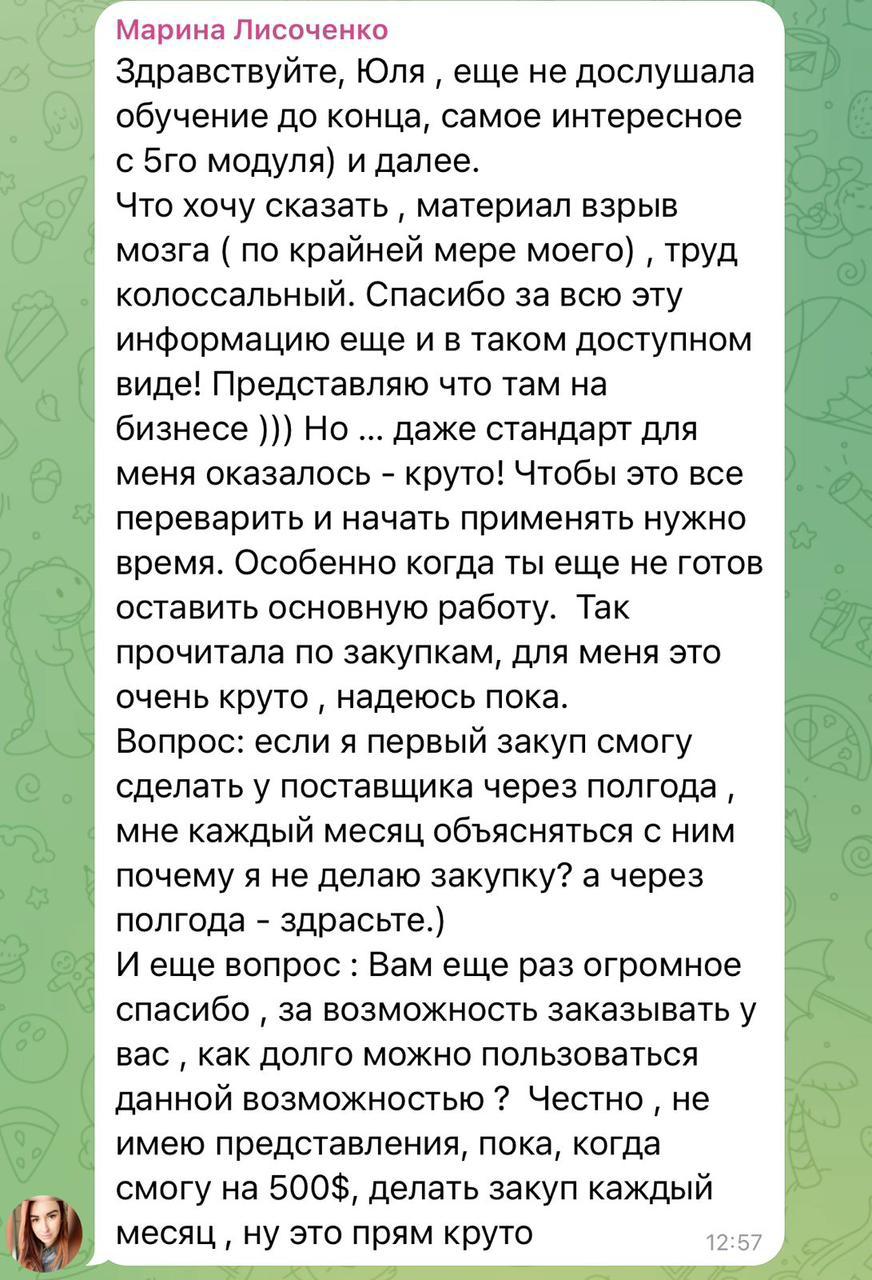 Марина Лисоченко
Здравствуйте, Юля , еще не дослушала
обучение до конца, самое интересное
с 5го модуля) и далее.
Что хочу сказать , материал взрыв
мозга ( по крайней мере моего) , труд
колоссальный. Спасибо за всю эту
информацию еще и в таком доступном
виде! Представляю что там на
бизнесе ))) Но ... даже стандарт для
меня оказалось - круто! Чтобы это все
переварить и начать применять нужно
время. Особенно когда ты еще не готов
оставить основную работу.  Так
прочитала по закупкам, для меня это
очень круто , надеюсь пока.
Вопрос: если я первый закуп смогу
сделать у поставщика через полгода ,
мне каждый месяц объясняться с ним
почему я не делаю закупку? а через
полгода - здрасьте.)
И еще вопрос : Вам еще раз огромное
спасибо , за возможность заказывать у
вас , как долго можно пользоваться
данной возможностью ?  Честно , не
имею представления, пока, когда
смогу на 500$, делать закуп каждый
месяц , ну это прям круто
12:57